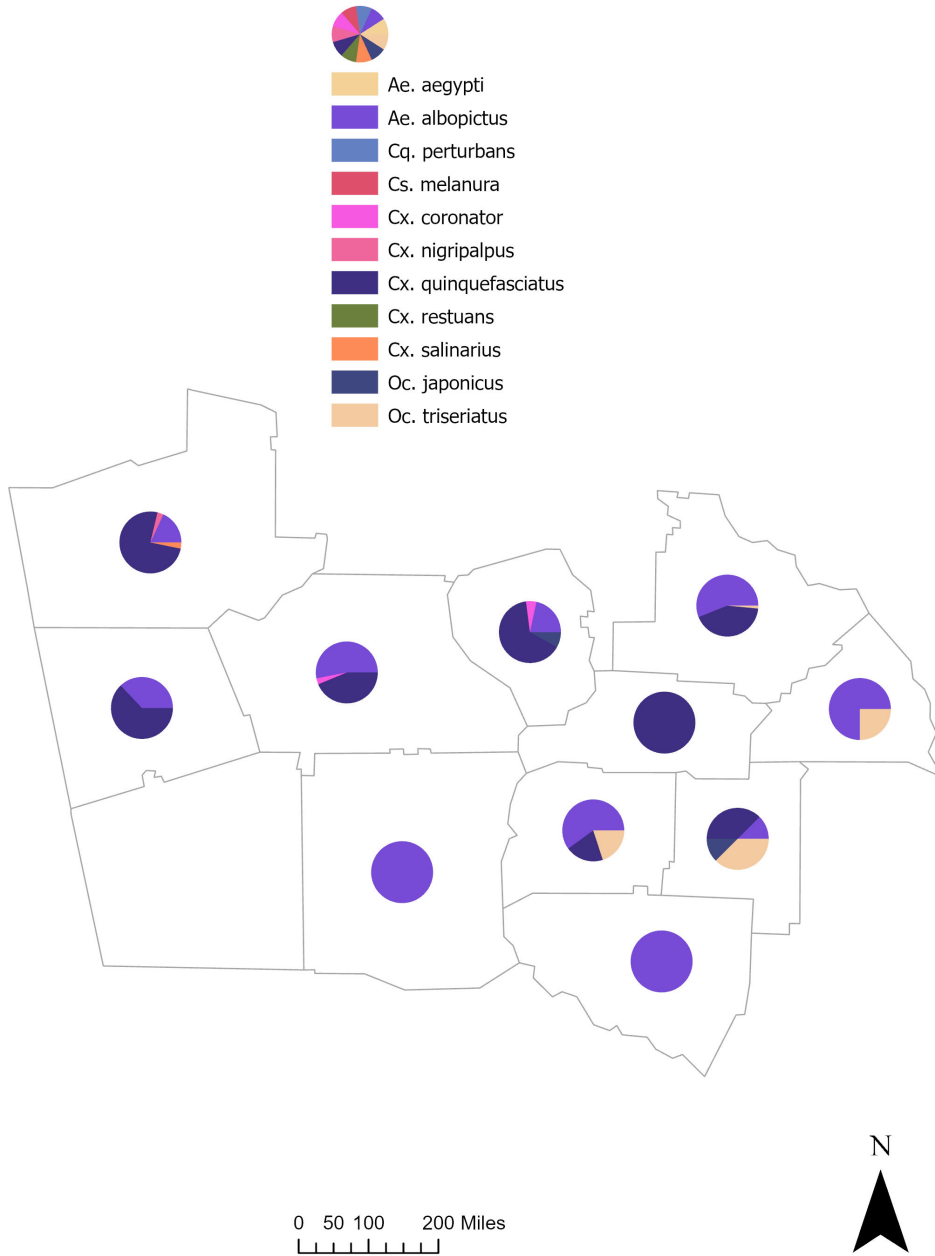 Ae. aegypti
Ae. albopictus
Cq. perturbans
Cs. melanura
Cx. coronator
Cx. nigripalpus
Cx. quinquefasciatus
Cx. restuans
Cx. salinarius
Oc. japonicus
Oc. triseriatus
N
0 50 100 200 Miles